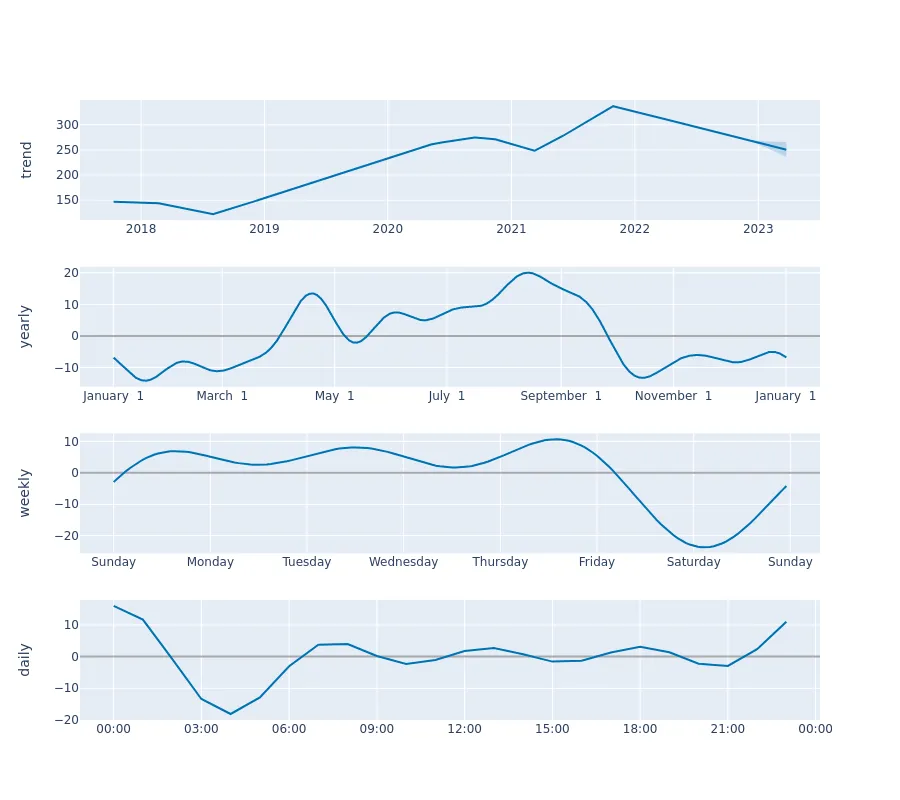 trend
300
250
200
150
2018 2019 2020 2021 2022 2023
yearly
20
10
0
−10
January 1 March 1 May 1 July 1 September 1 November 1 January 1
weekly
10
0
−10
−20
Sunday Monday Tuesday Wednesday Thursday Friday Saturday Sunday
daily
10
0
−10
−20
00:00 03:00 06:00 09:00 12:00 15:00 18:00 21:00 00:00